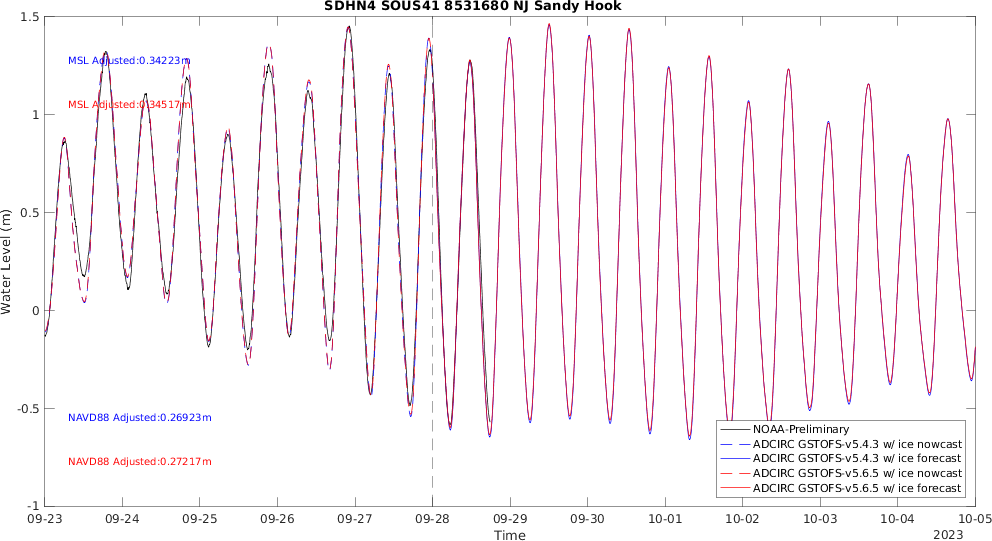 SDHN4 SOUS41 8531680 NJ Sandy Hook
1.5
1
0.5
0
-0.5
-1
Water Level (m)
MSL Adjusted:0.34223m
MSL Adjusted:0.34517m
NAVD88 Adjusted:0.26923m
NAVD88 Adjusted:0.27217m
NOAA-Preliminary
ADCIRC GSTOFS-v5.4.3 w/ ice nowcast
ADCIRC GSTOFS-v5.4.3 w/ ice forecast
ADCIRC GSTOFS-v5.6.5 w/ ice nowcast
ADCIRC GSTOFS-v5.6.5 w/ ice forecast
09-23 09-24 09-25 09-26 09-27 09-28 09-29 09-30 10-01 10-02 10-03 10-04 10-05
Time
2023